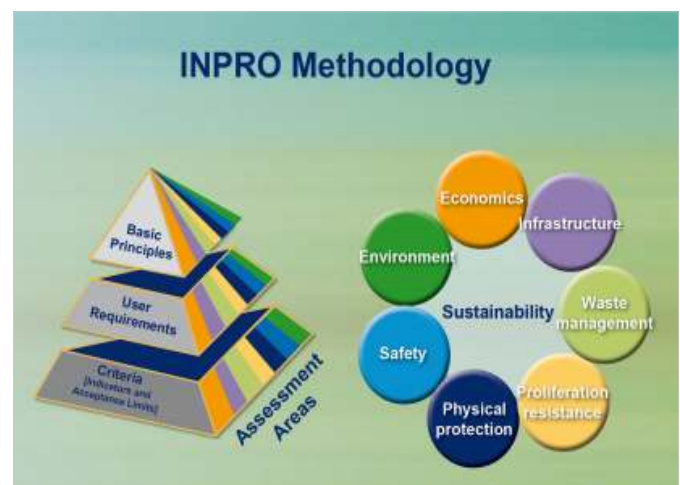 INPRO Methodology
Basic
Principles
User
Requirements
Criteria
[Indicators and
Acceptance Limits]
Assessment
Areas
Economics
Infrastructure
Environment
Sustainability
Waste
management
Safety
Proliferation
resistance
Physical
protection